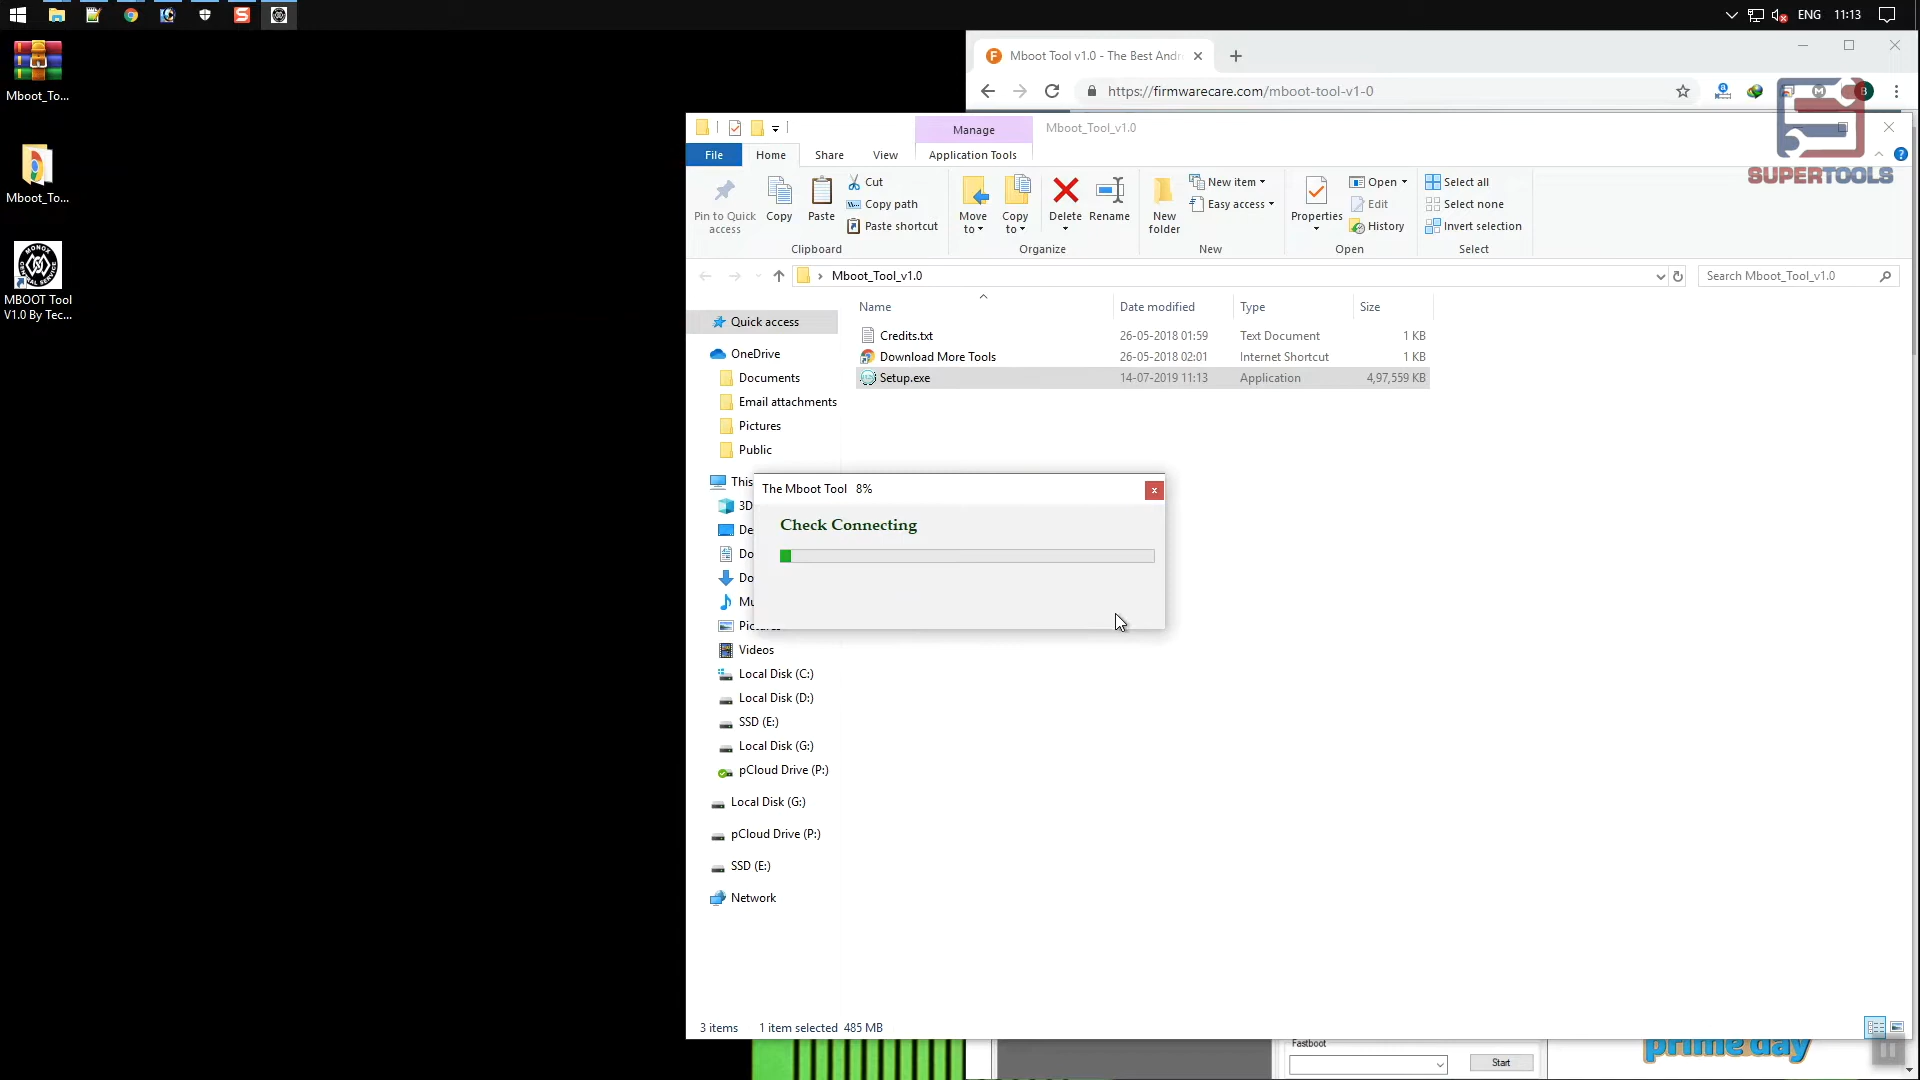 ENG
11:13
Mboot_To...
Mboot_To...
MONOX
MBOOT Tool
V1.0 By Tec...
Mboot Tool v1.0 - The Best Andr
https://firmwarecare.com/mboot-tool-v1-0
SUPERTOOLS
Manage
Mboot_Tool_v1.0
File
Home
Share
View
Application Tools
Pin to Quick
access
Copy
Paste
Cut
Copy path
Paste shortcut
Clipboard
Move
to
Copy
to
Delete
Rename
Organize
New
folder
New item
Easy access
New
Properties
Open
Edit
History
Open
Select all
Select none
Invert selection
Select
Mboot_Tool_v1.0
Search Mboot_Tool_v1.0
Name
Date modified
Type
Size
Credits.txt
26-05-2018 01:59
Text Document
1 KB
Download More Tools
26-05-2018 02:01
Internet Shortcut
1 KB
Setup.exe
14-07-2019 11:13
Application
4,97,559 KB
Quick access
OneDrive
Documents
Email attachments
Pictures
Public
This
3D
De
Do
Do
Mu
Pictures
Videos
Local Disk (C:)
Local Disk (D:)
SSD (E:)
Local Disk (G:)
pCloud Drive (P:)
Local Disk (G:)
pCloud Drive (P:)
SSD (E:)
Network
The Mboot Tool 8%
Check Connecting
3 items
1 item selected 485 MB
Fastboot
Start
prime day